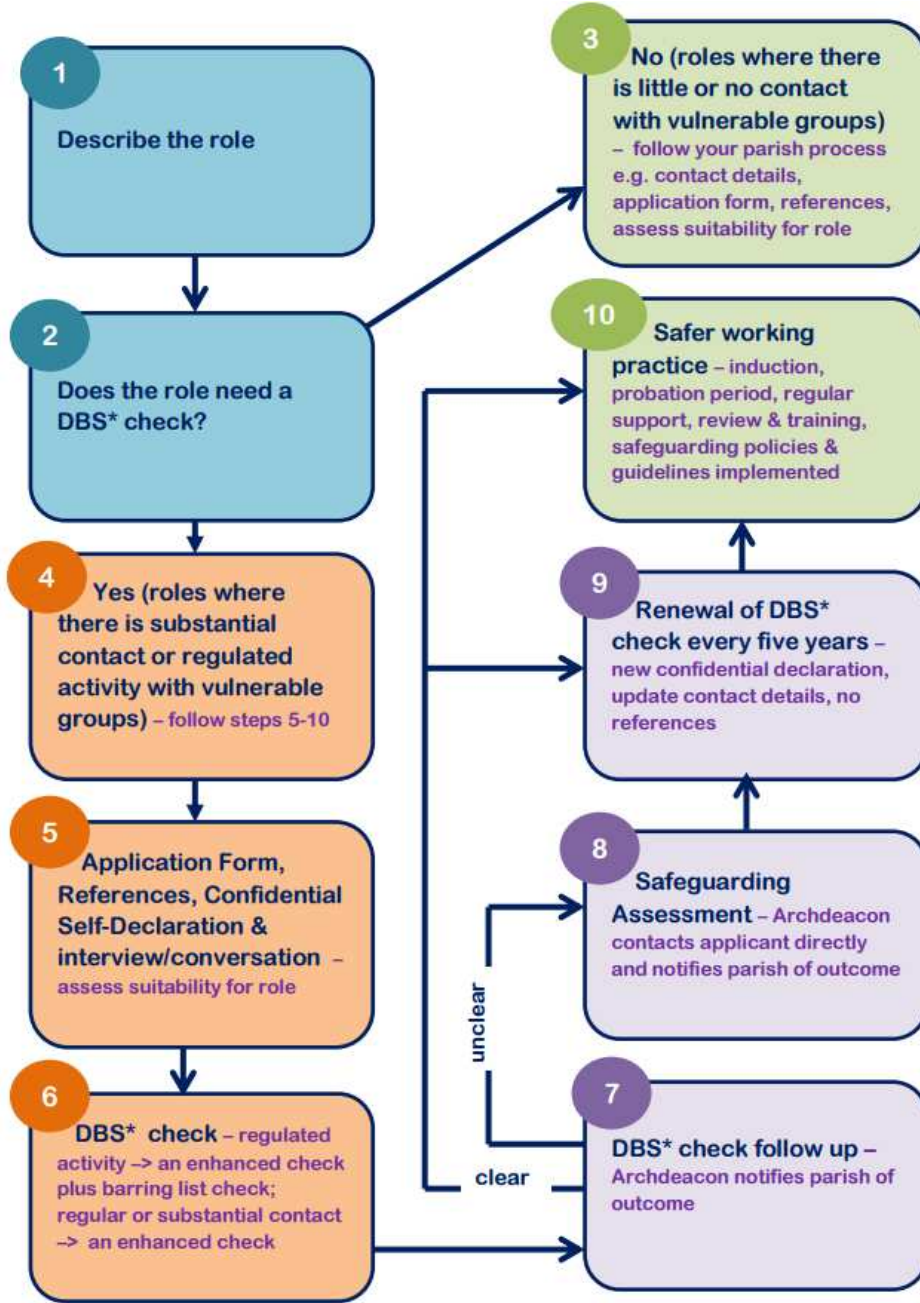 1
Describe the role
2
Does the role need a
DBS* check?
3
No (roles where there
is little or no contact
with vulnerable groups)
– follow your parish process
e.g. contact details,
application form, references,
assess suitability for role
4
Yes (roles where
there is substantial
contact or regulated
activity with vulnerable
groups) – follow steps 5-10
5
Application Form,
References, Confidential
Self-Declaration &
interview/conversation –
assess suitability for role
6
DBS* check – regulated
activity –> an enhanced check
plus barring list check;
regular or substantial contact
–> an enhanced check
7
DBS* check follow up –
Archdeacon notifies parish of
outcome
clear
unclear
8
Safeguarding
Assessment – Archdeacon
contacts applicant directly
and notifies parish of outcome
9
Renewal of DBS*
check every five years –
new confidential declaration,
update contact details, no
references
10
Safer working
practice – induction,
probation period, regular
support, review & training,
safeguarding policies &
guidelines implemented